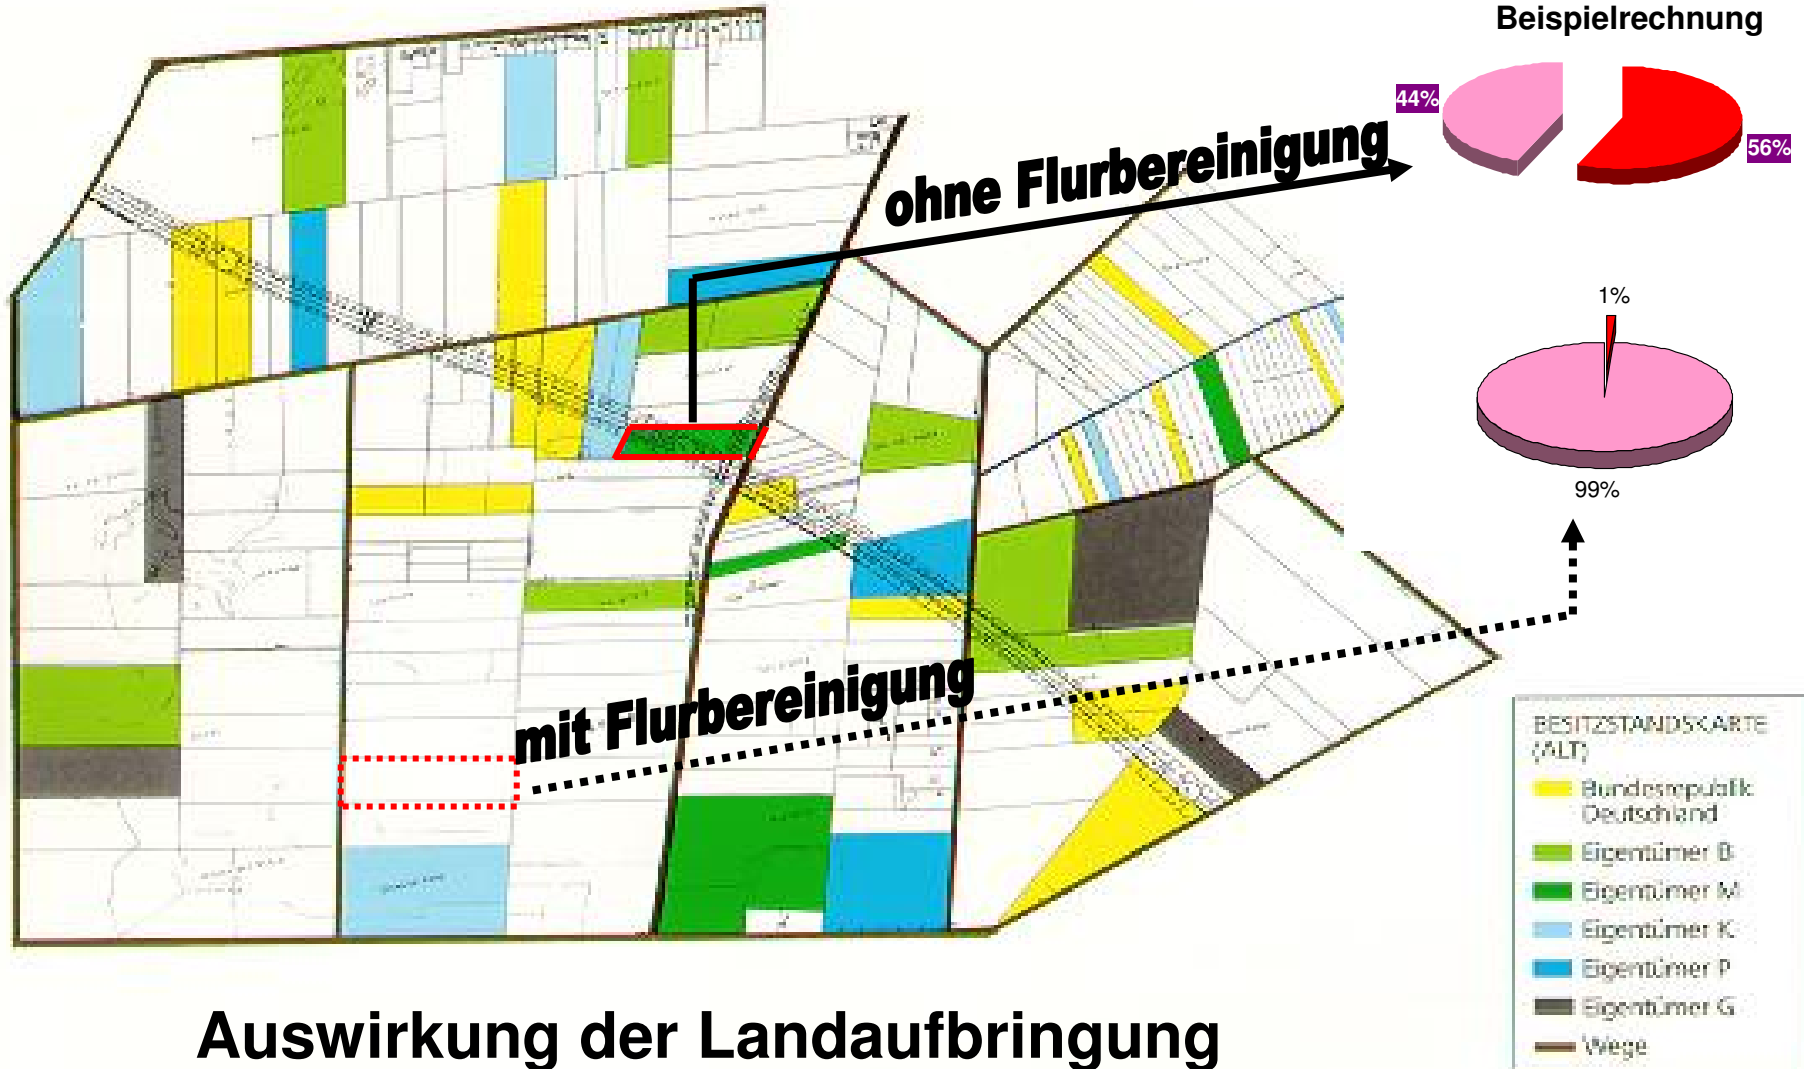 Beispielrechnung
44%
56%
ohne Flurbereinigung
1%
99%
mit Flurbereinigung
BESITZSTANDSKARTE
(ALT)
Bundesrepublik
Deutschland
Eigentümer B
Eigentümer M
Eigentümer K
Eigentümer P
Eigentümer G
Wege
Auswirkung der Landaufbringung